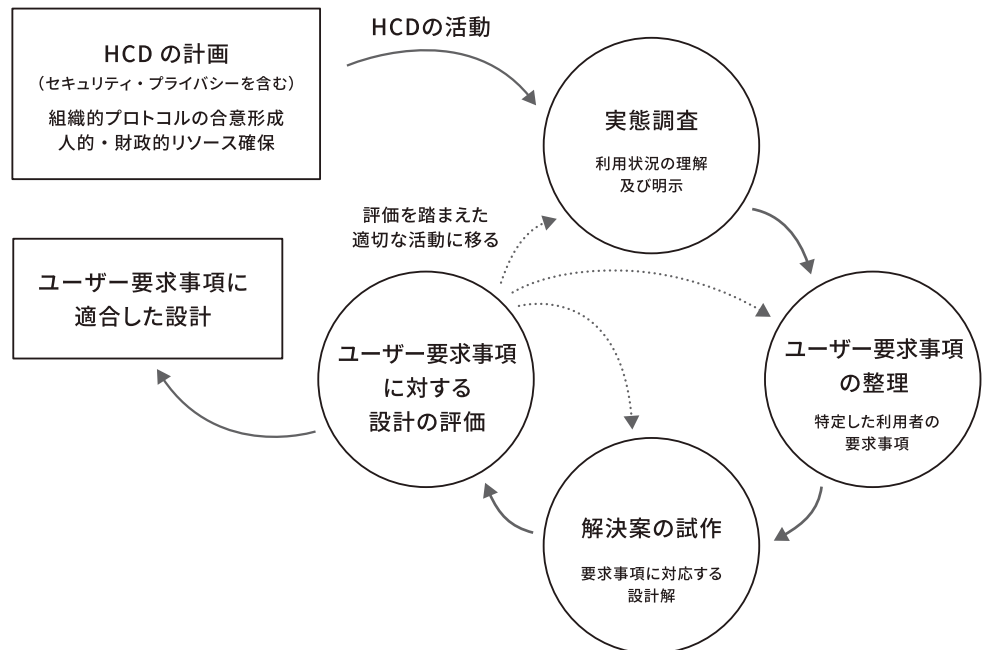 HCD の計画
（セキュリティ・プライバシーを含む）
組織的プロトコルの合意形成
人的・財政的リソース確保
HCDの活動
実態調査
利用状況の理解
及び明示
評価を踏まえた
適切な活動に移る
ユーザー要求事項に
適合した設計
ユーザー要求事項
に対する
設計の評価
ユーザー要求事項
の整理
特定した利用者の
要求事項
解決案の試作
要求事項に対応する
設計解